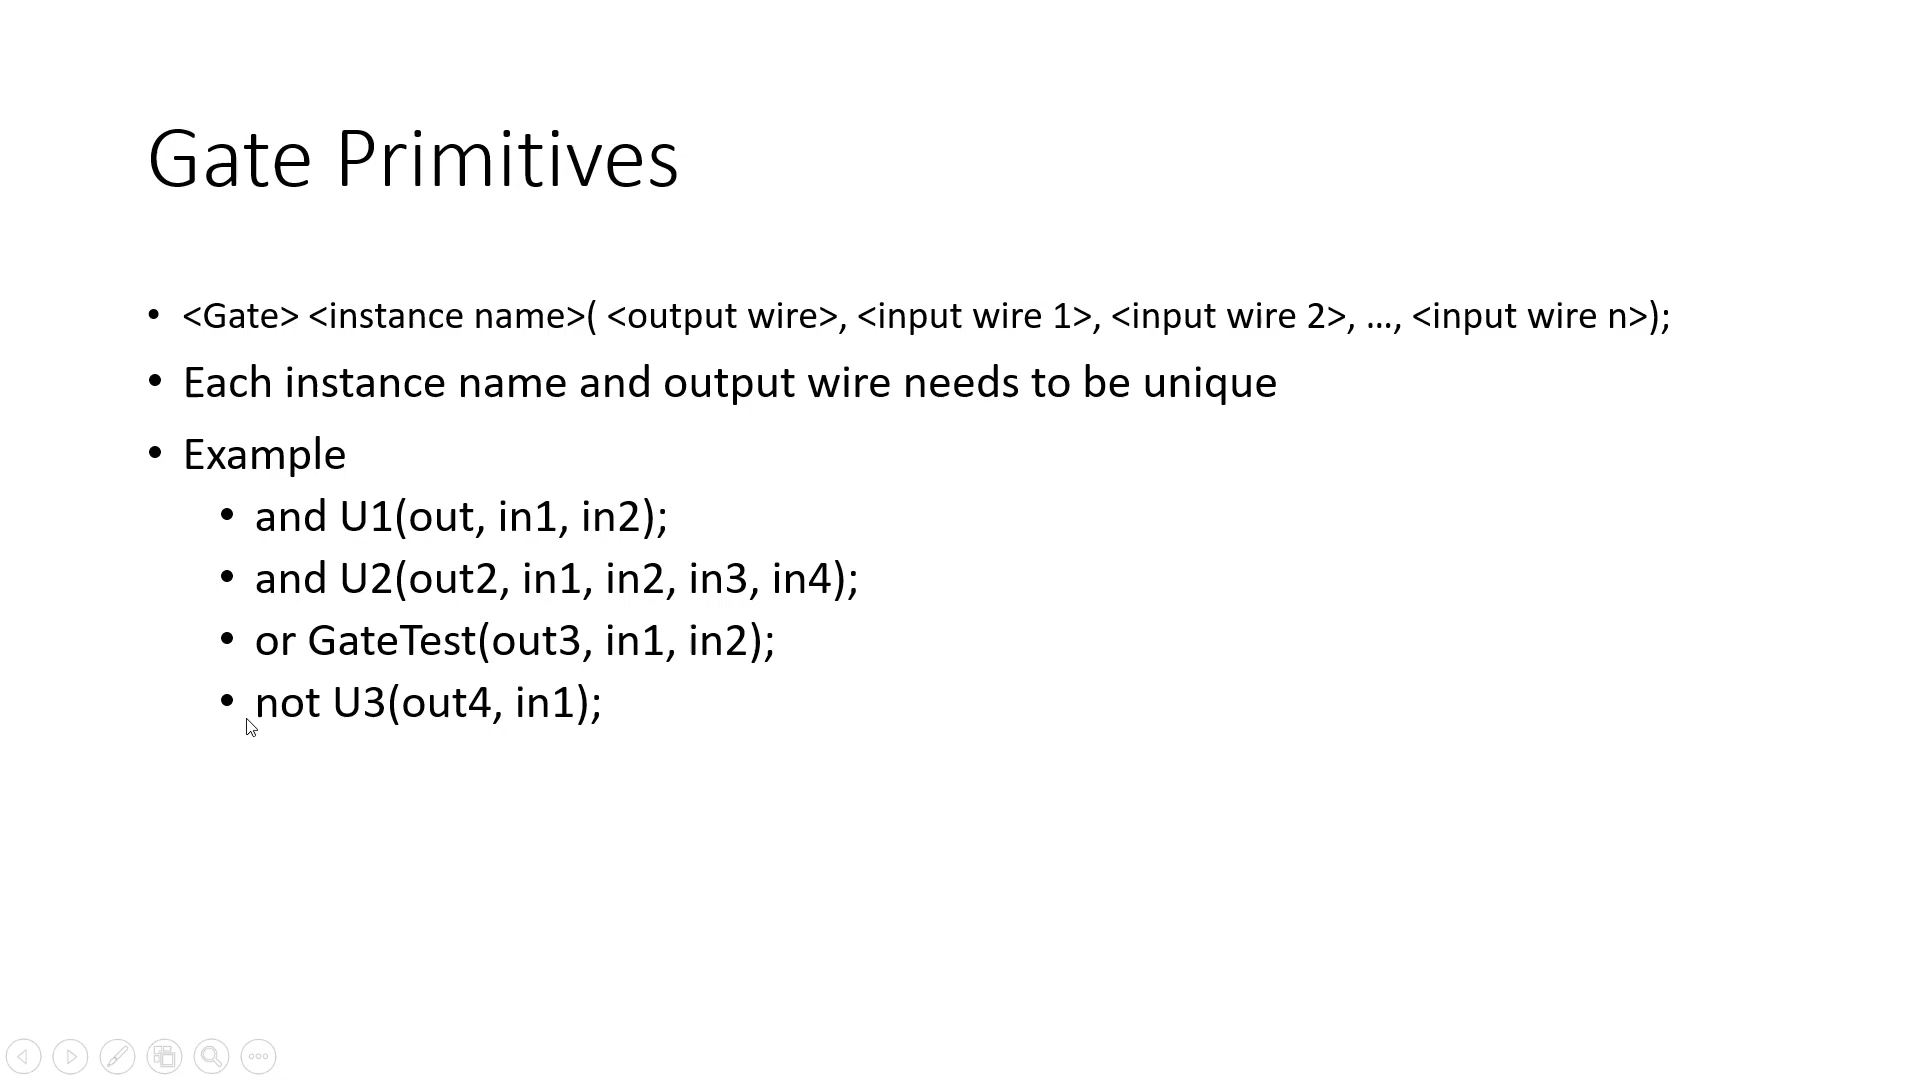 Gate Primitives
• <Gate> <instance name>( <output wire>, <input wire 1>, <input wire 2>, …, <input wire n>);
• Each instance name and output wire needs to be unique
• Example
• and U1(out, in1, in2);
• and U2(out2, in1, in2, in3, in4);
• or GateTest(out3, in1, in2);
• not U3(out4, in1);